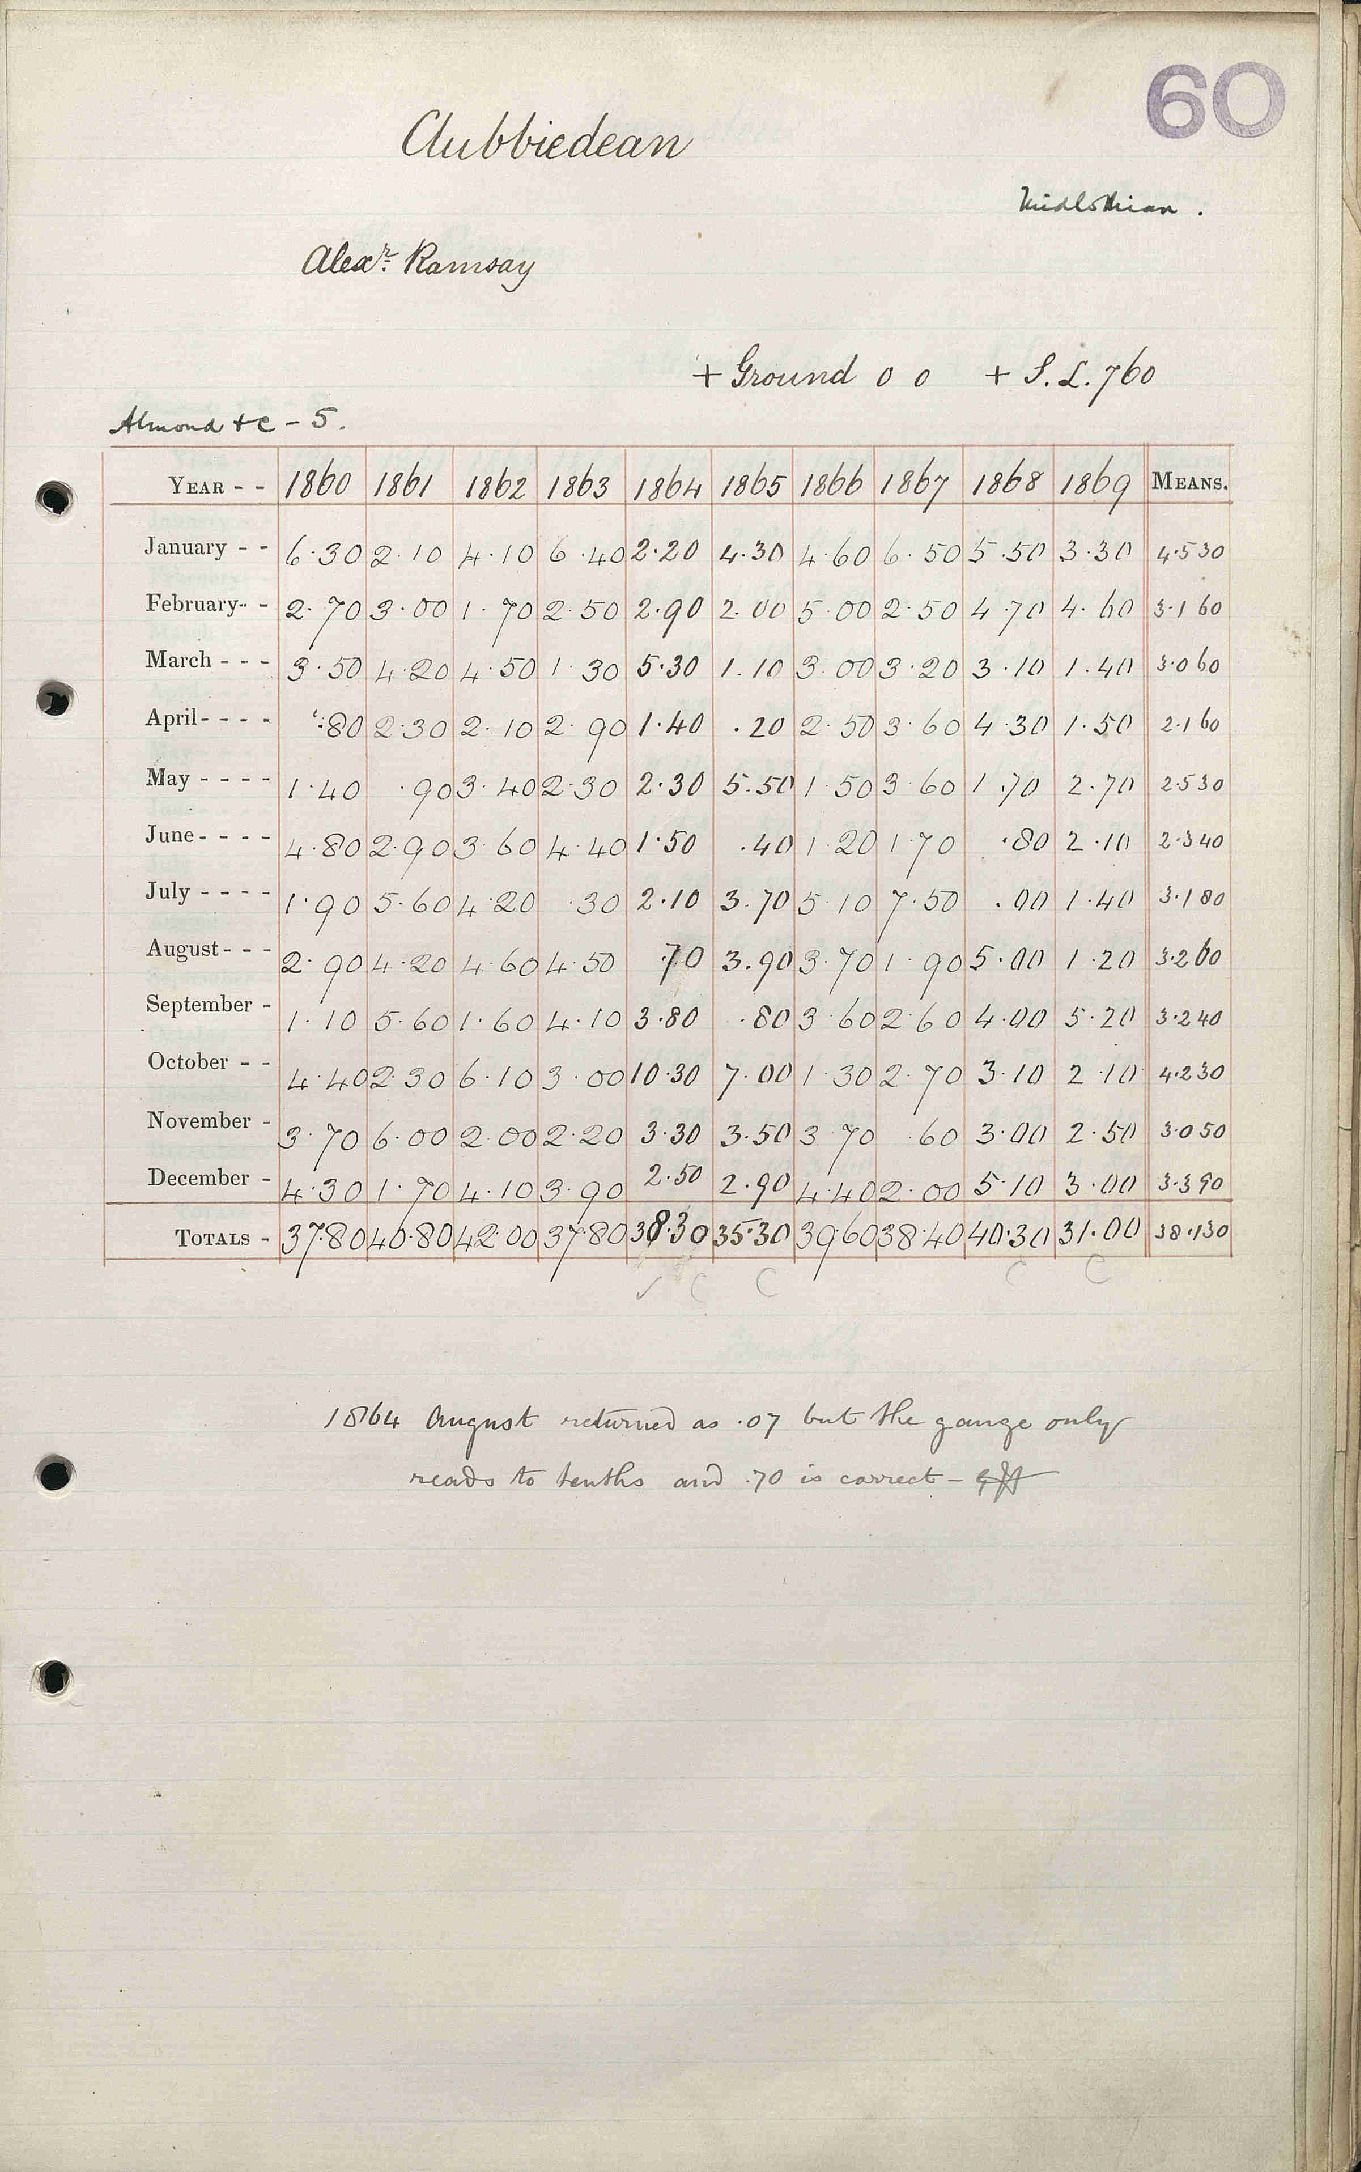 60
Clubbiedean
Midlothian.
Alexr. Ramsay
+ Ground 0 0 + S.L. 760
Almond &c - 5.
YEAR - - 1860 1861 1862 1863 1864 1865 1866 1867 1868 1869 MEANS.
January - - 6.30 2.10 4.10 6.40 2.20 4.30 4.60 6.50 5.50 3.30 4.530
February - - 2.70 3.00 1.70 2.50 2.90 2.00 5.00 2.50 4.70 4.60 3.160
March - - - 3.50 4.20 4.50 1.30 5.30 1.10 3.00 3.20 3.10 1.40 3.060
April - - - - .80 2.30 2.10 2.90 1.40 .20 2.50 3.60 4.30 1.50 2.160
May - - - - 1.40 .90 3.40 2.30 2.30 5.50 1.50 3.60 1.70 2.70 2.530
June - - - - 4.80 2.90 3.60 4.40 1.50 .40 1.20 1.70 .80 2.10 2.340
July - - - - 1.90 5.60 4.20 .30 2.10 3.70 5.10 7.50 .00 1.40 3.180
August - - - 2.90 4.20 4.60 4.50 .70 3.90 3.70 1.90 5.00 1.20 3.260
September - 1.10 5.60 1.60 4.10 3.80 .80 3.60 2.60 4.00 5.20 3.240
October - - 4.40 2.30 6.10 3.00 10.30 7.00 1.30 2.70 3.10 2.10 4.230
November - 3.70 6.00 2.00 2.20 3.30 3.50 3.70 .60 3.00 2.50 3.050
December - 4.30 1.70 4.10 3.90 2.50 2.90 4.40 2.00 5.10 3.00 3.390
TOTALS - 37.80 40.80 42.00 37.80 38.30 35.30 39.60 38.40 40.30 31.00 38.130
✓ C C C C
1864 August returned as .07 but the gauge only
reads to tenths and .70 is correct -